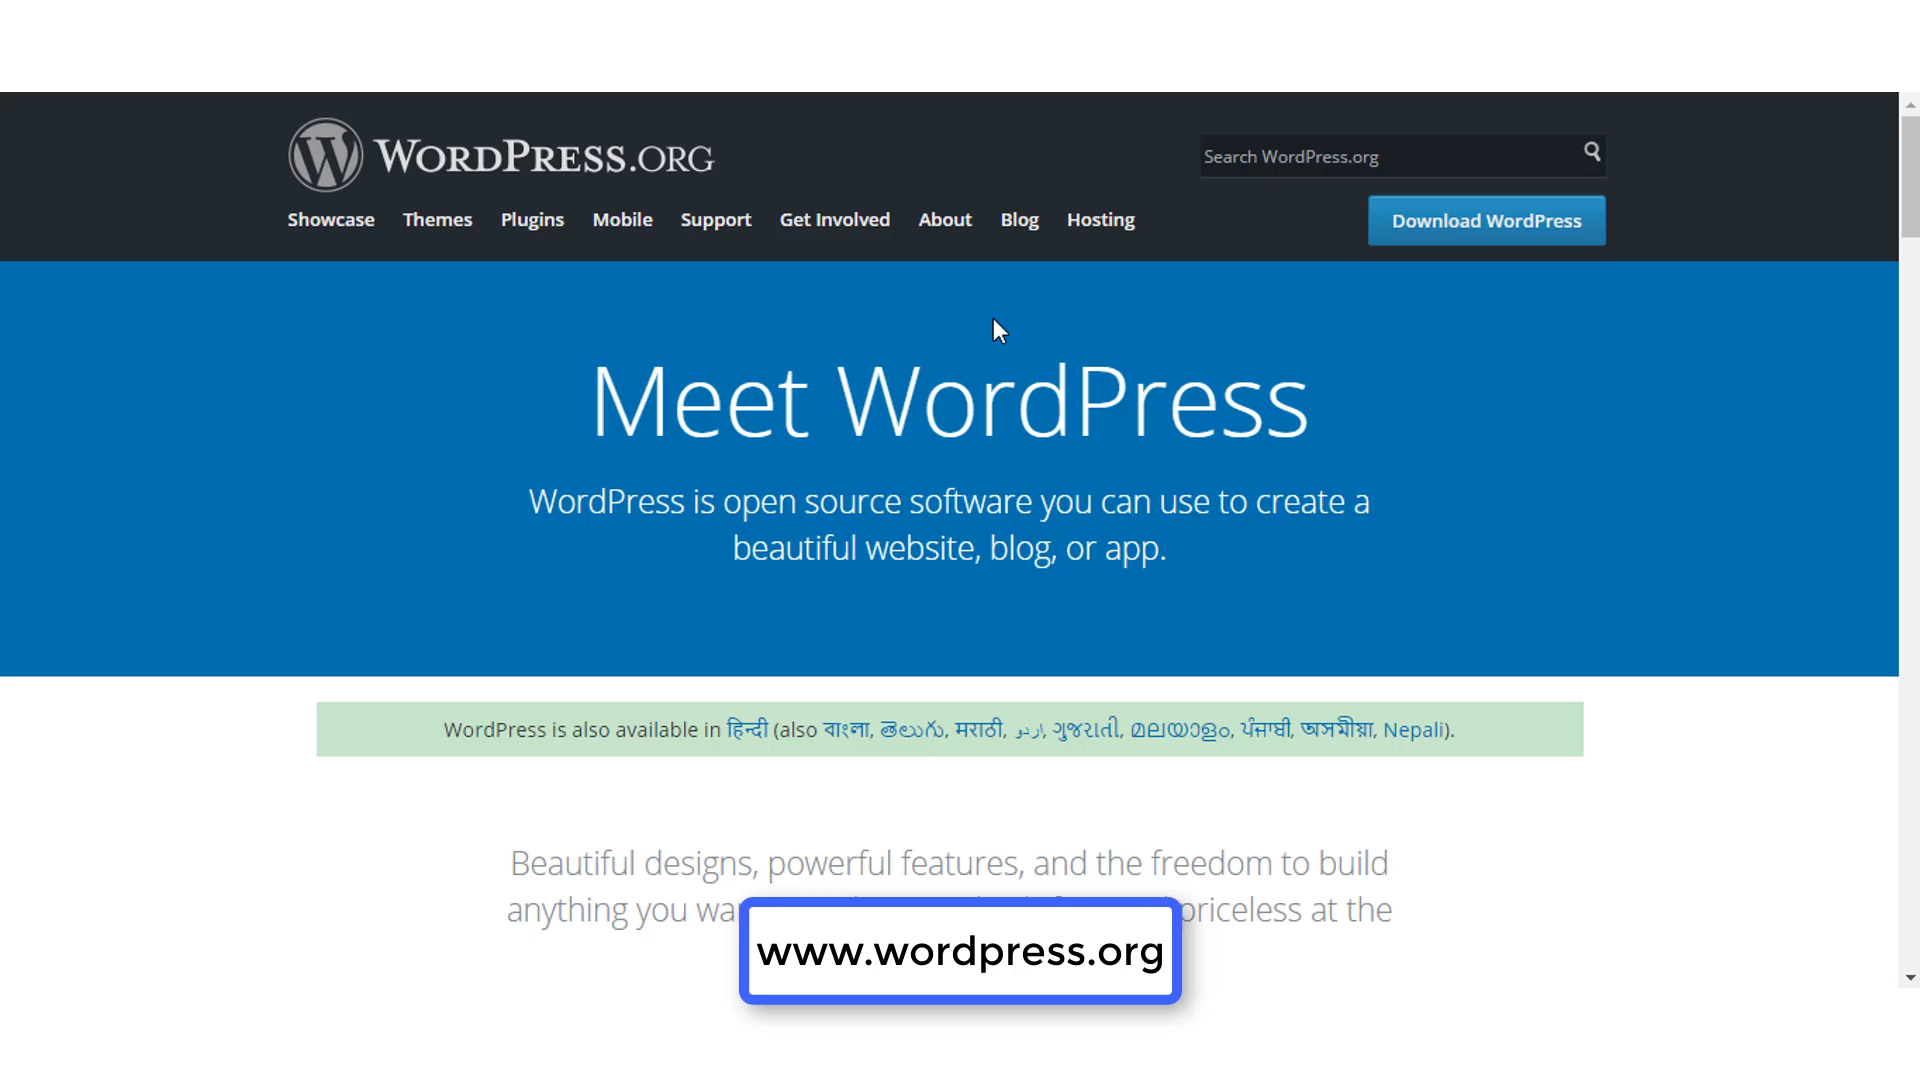 WORDPRESS.ORG
Search WordPress.org
Showcase Themes Plugins Mobile Support Get Involved About Blog Hosting
Download WordPress
Meet WordPress
WordPress is open source software you can use to create a
beautiful website, blog, or app.
WordPress is also available in हिन्दी (also বাংলা, తెలుగు, मराठी, اردو, ગુજરાતી, മലയാളം, ਪੰਜਾਬੀ, অসমীয়া, Nepali).
Beautiful designs, powerful features, and the freedom to build
anything you priceless at the
www.wordpress.org